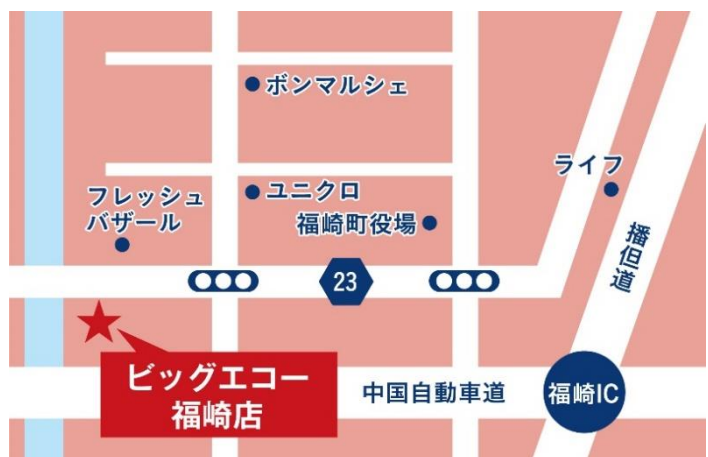 ボンマルシェ
ライフ
フレッシュ
バザール
ユニクロ
福崎町役場
播但道
23
ビッグエコー
福崎店
中国自動車道
福崎IC